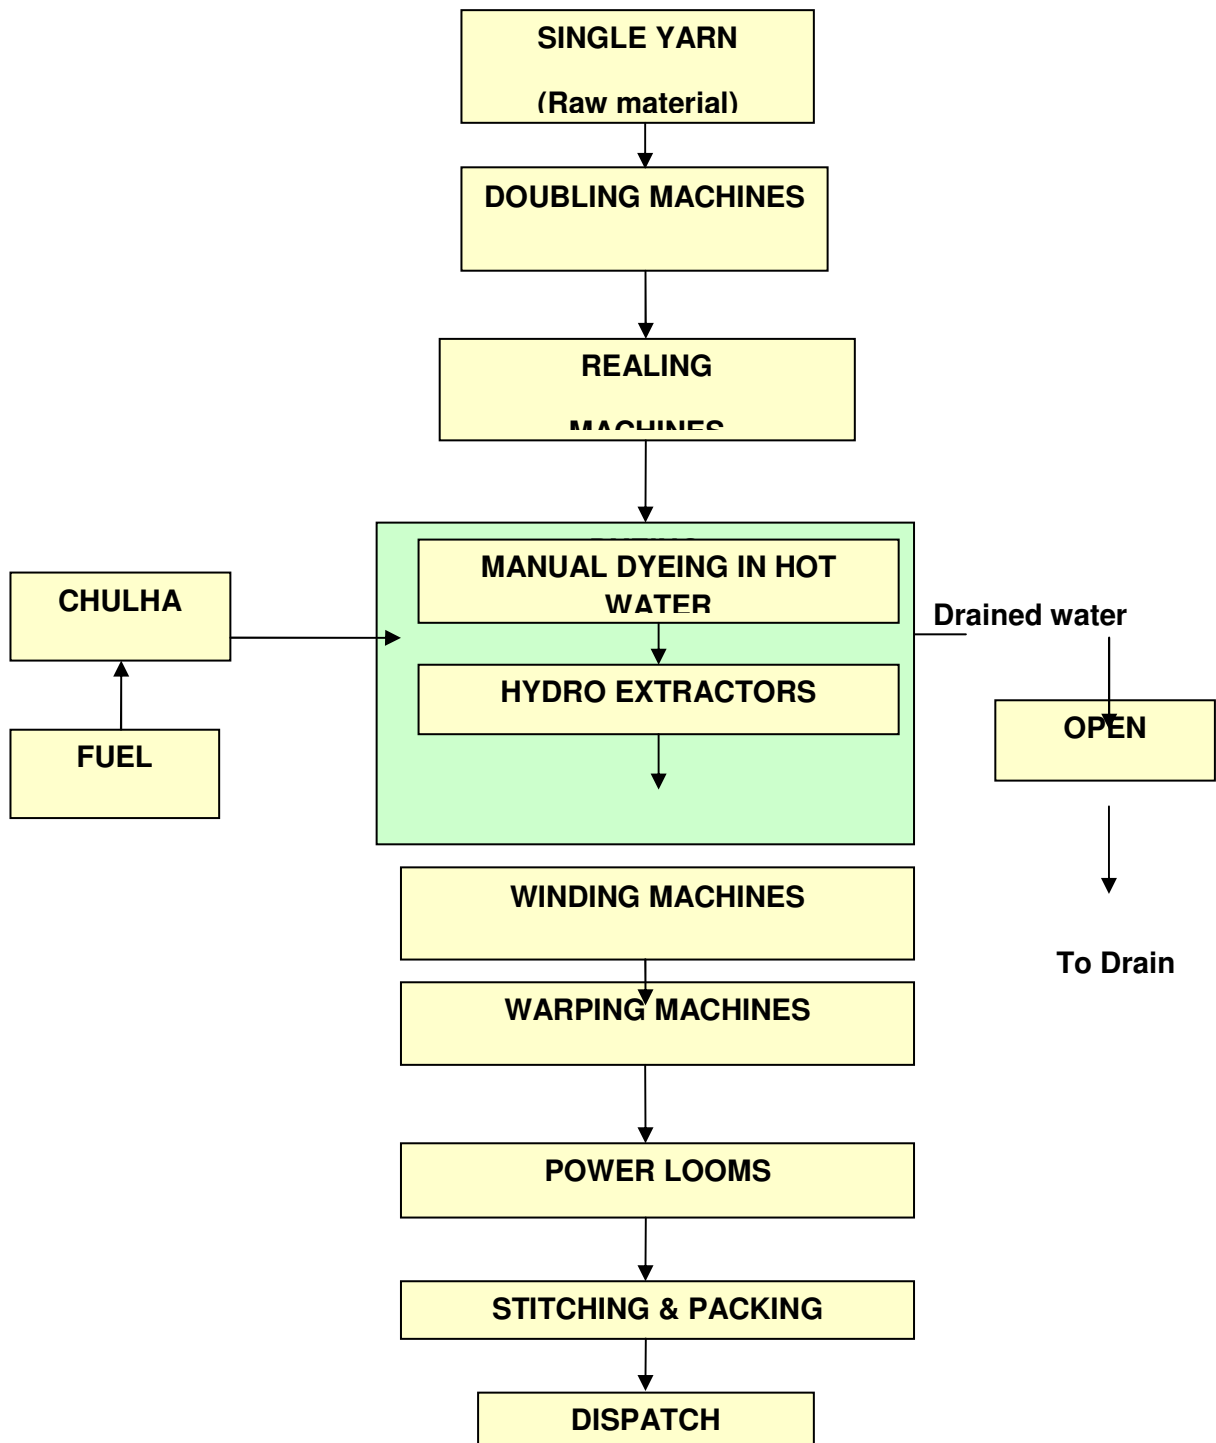 SINGLE YARN
(Raw material)
DOUBLING MACHINES
REALING
MACHINES
MANUAL DYEING IN HOT
WATER
CHULHA
Drained water
HYDRO EXTRACTORS
OPEN
FUEL
WINDING MACHINES
To Drain
WARPING MACHINES
POWER LOOMS
STITCHING & PACKING
DISPATCH